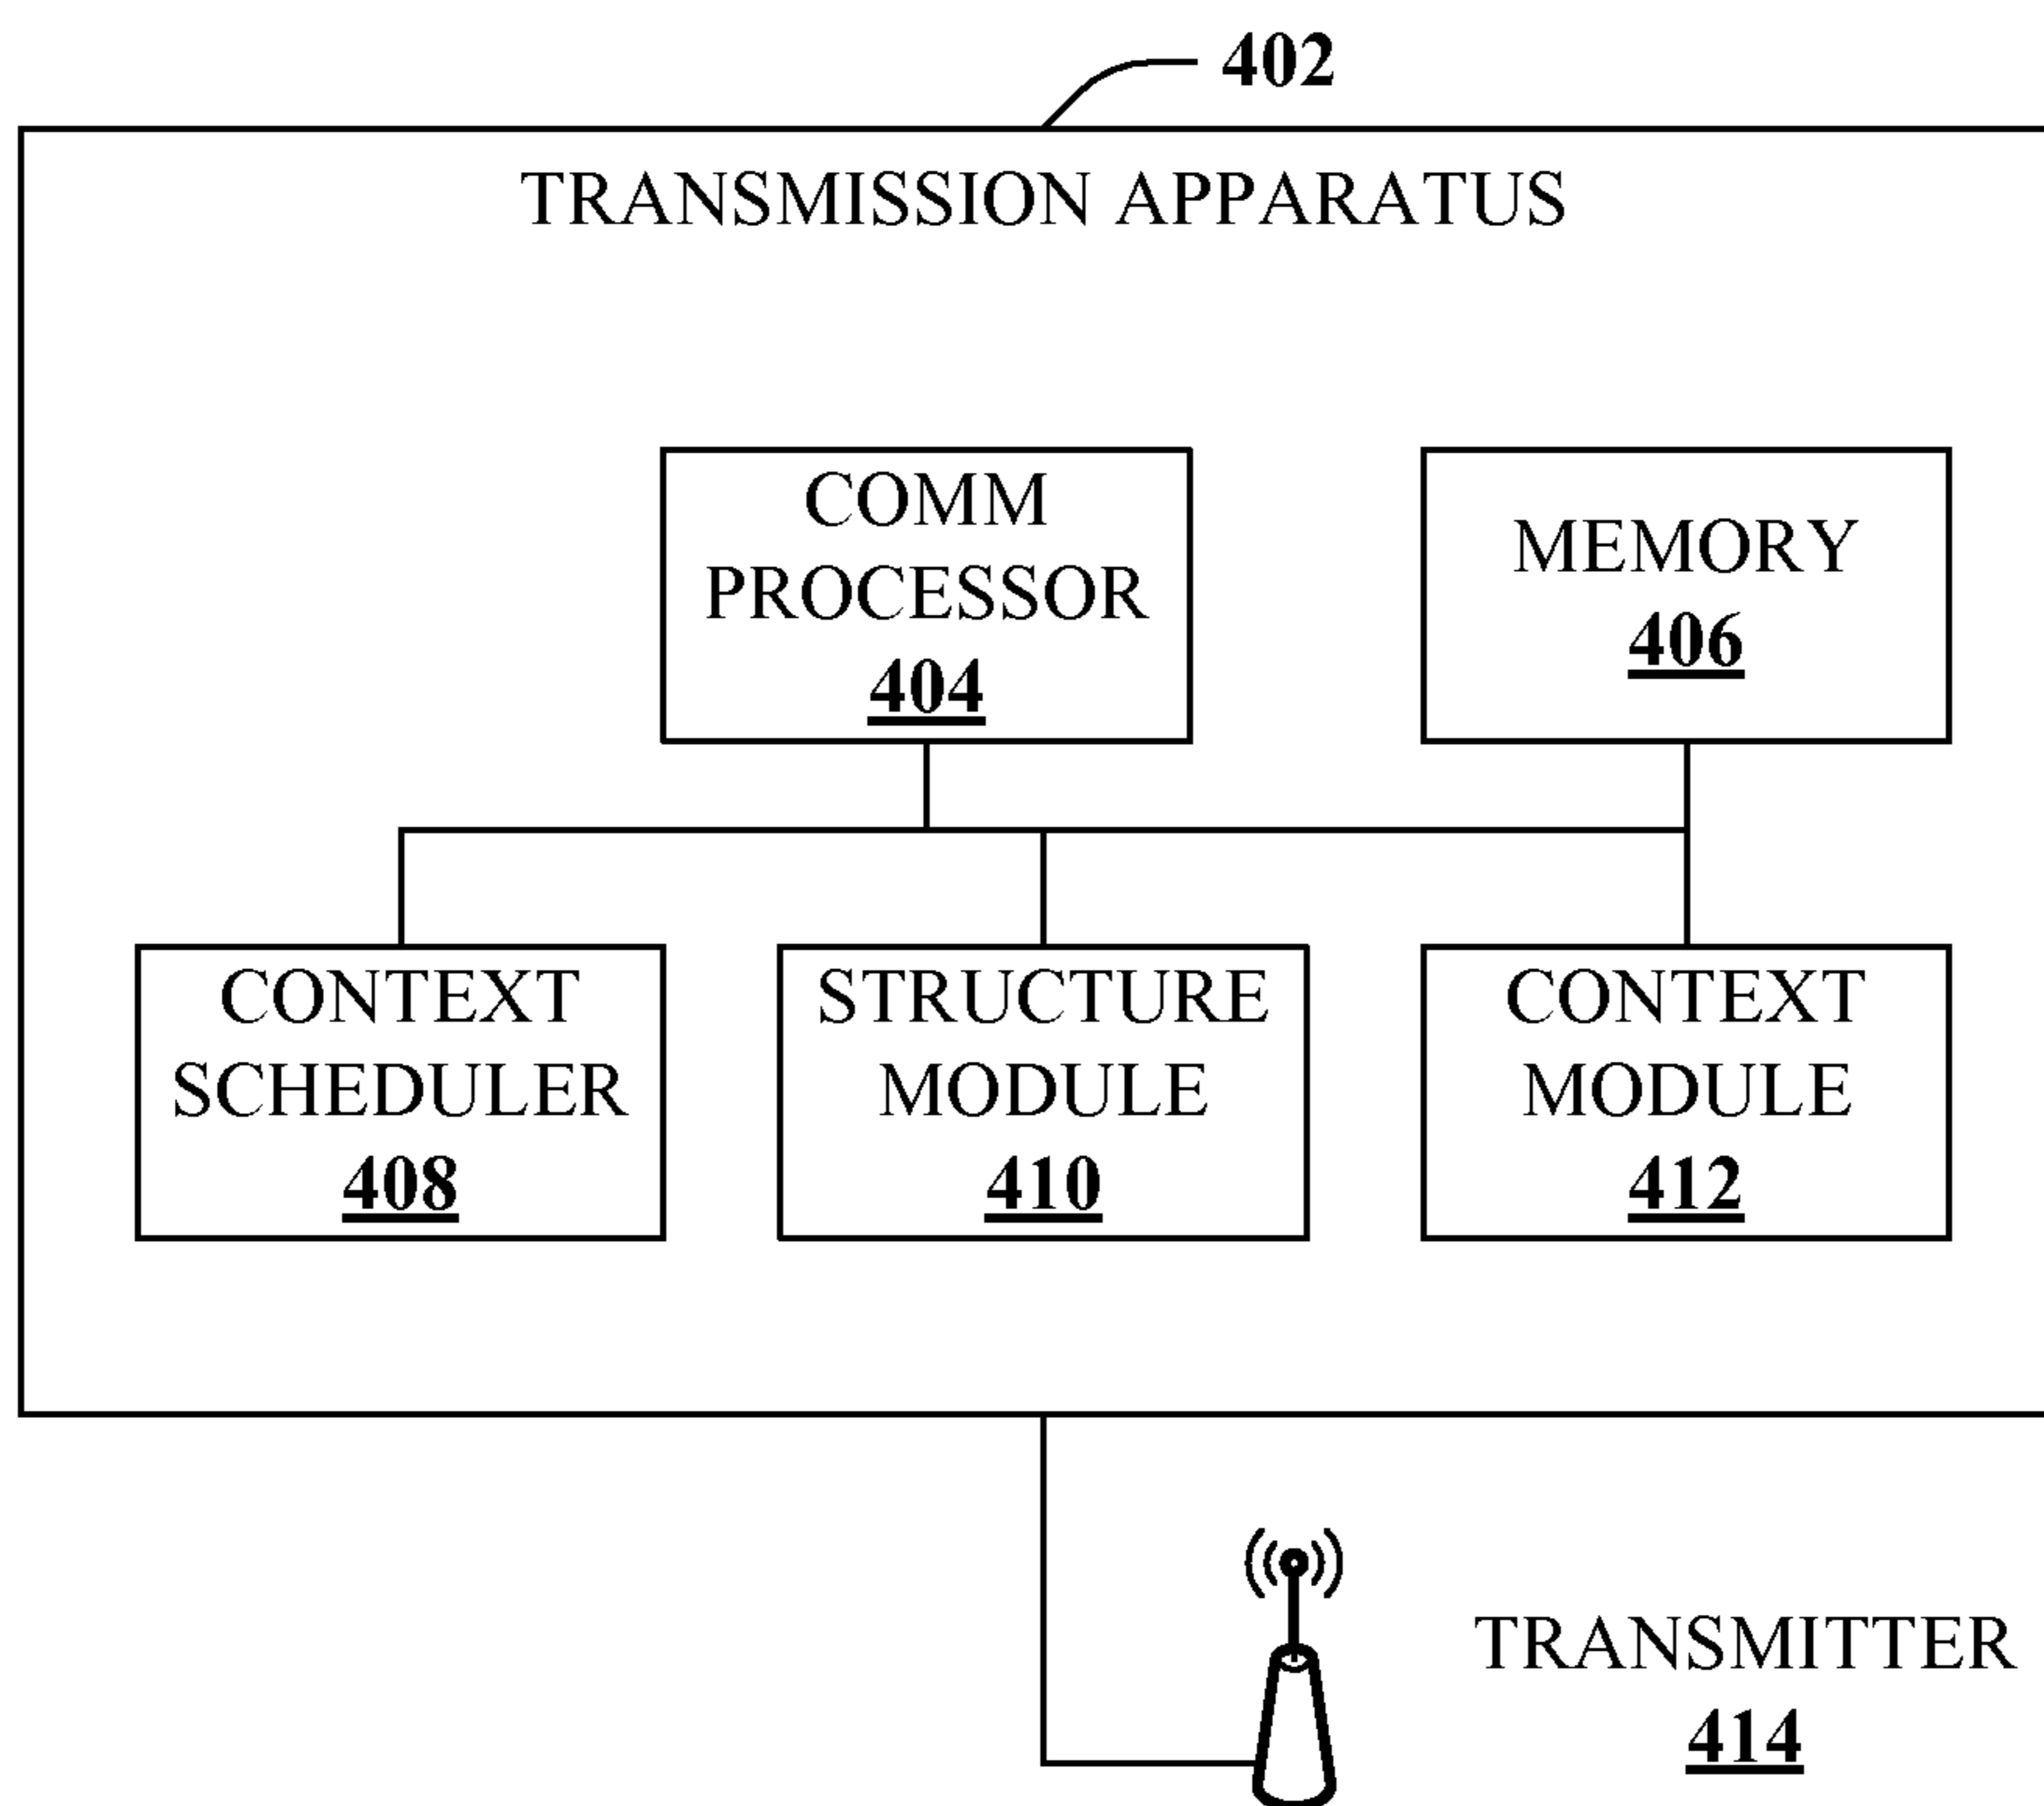 402
TRANSMISSION APPARATUS
COMM
PROCESSOR
404
MEMORY
406
CONTEXT
SCHEDULER
408
STRUCTURE
MODULE
410
CONTEXT
MODULE
412
TRANSMITTER
414